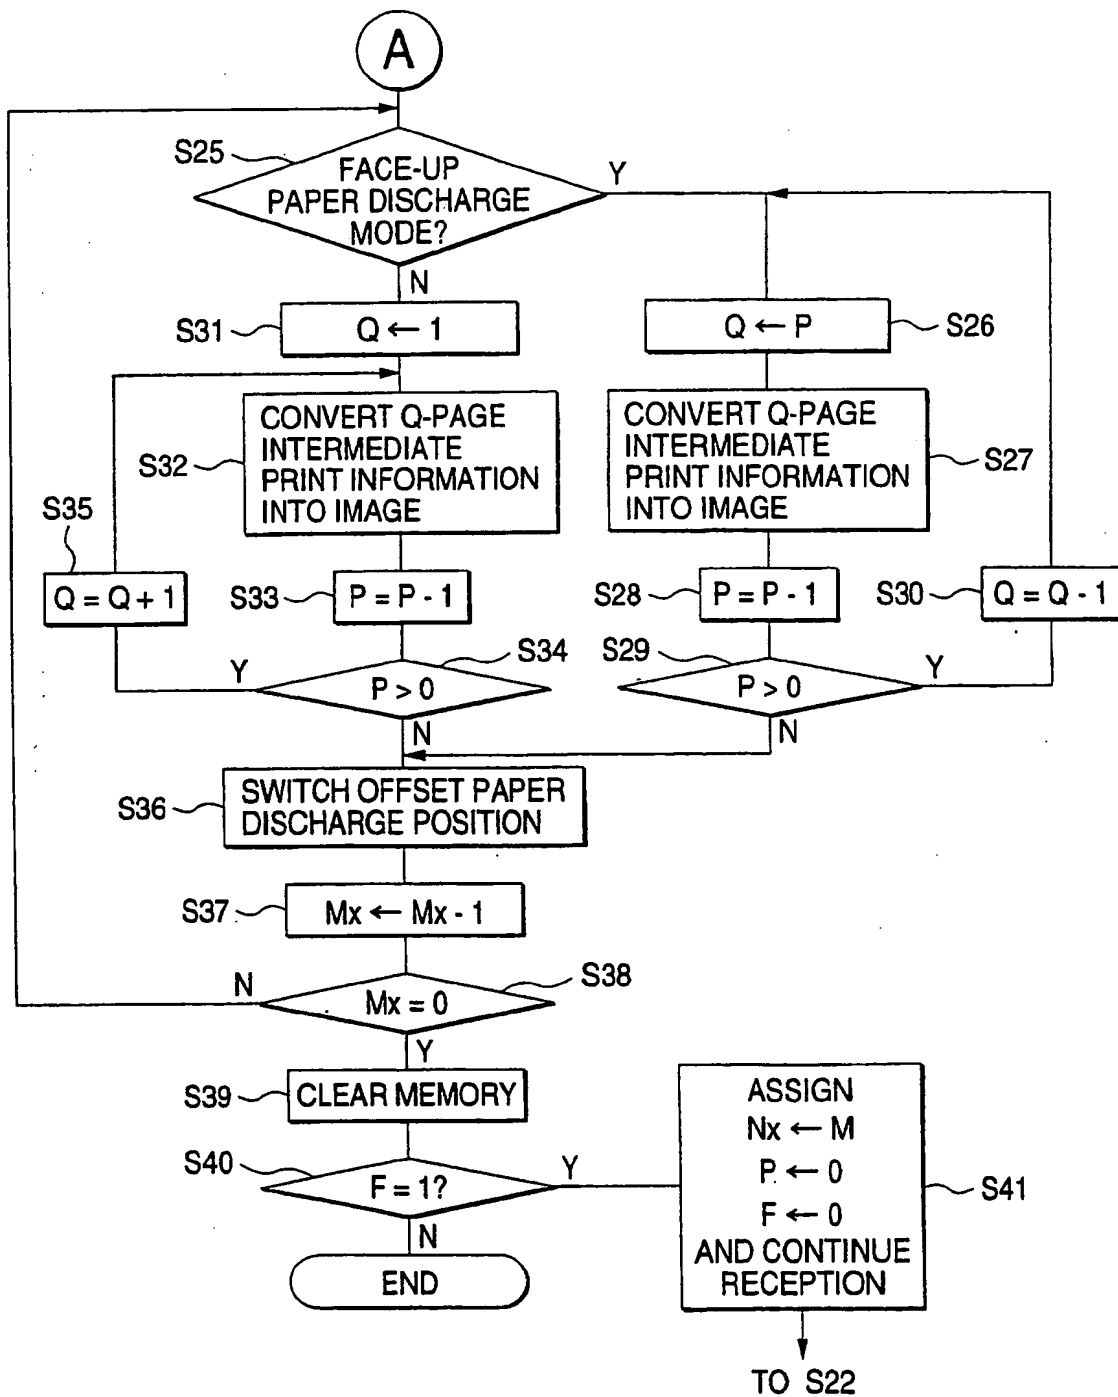 A
S25
FACE-UP
PAPER DISCHARGE
MODE?
Y
N
S31
Q ← 1
Q ← P
S26
S32
CONVERT Q-PAGE
INTERMEDIATE
PRINT INFORMATION
INTO IMAGE
CONVERT Q-PAGE
INTERMEDIATE
PRINT INFORMATION
INTO IMAGE
S27
S35
Q = Q + 1
S33
P = P - 1
S28
P = P - 1
S30
Q = Q - 1
S34
Y
P > 0
N
S29
P > 0
Y
N
S36
SWITCH OFFSET PAPER
DISCHARGE POSITION
S37
Mx ← Mx - 1
S38
N
Mx = 0
Y
S39
CLEAR MEMORY
S40
F = 1?
Y
N
END
ASSIGN
Nx ← M
P ← 0
F ← 0
AND CONTINUE
RECEPTION
S41
TO S22